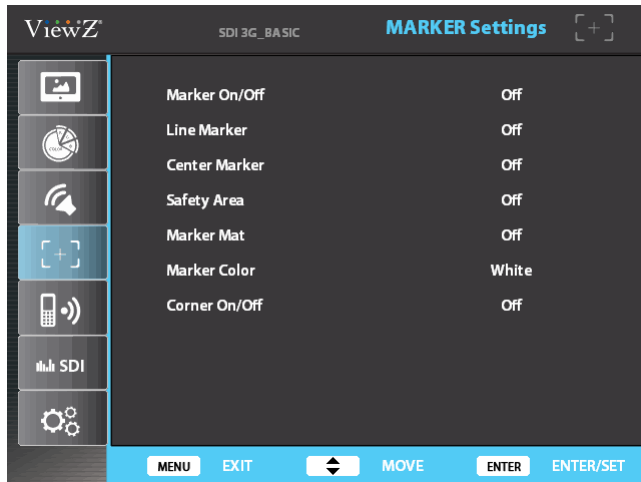 ViewZ SDI 3G_BASIC MARKER Settings
Marker On/Off Off
Line Marker Off
Center Marker Off
Safety Area Off
Marker Mat Off
Marker Color White
Corner On/Off Off
COLOR
SDI
MENU EXIT MOVE ENTER ENTER/SET